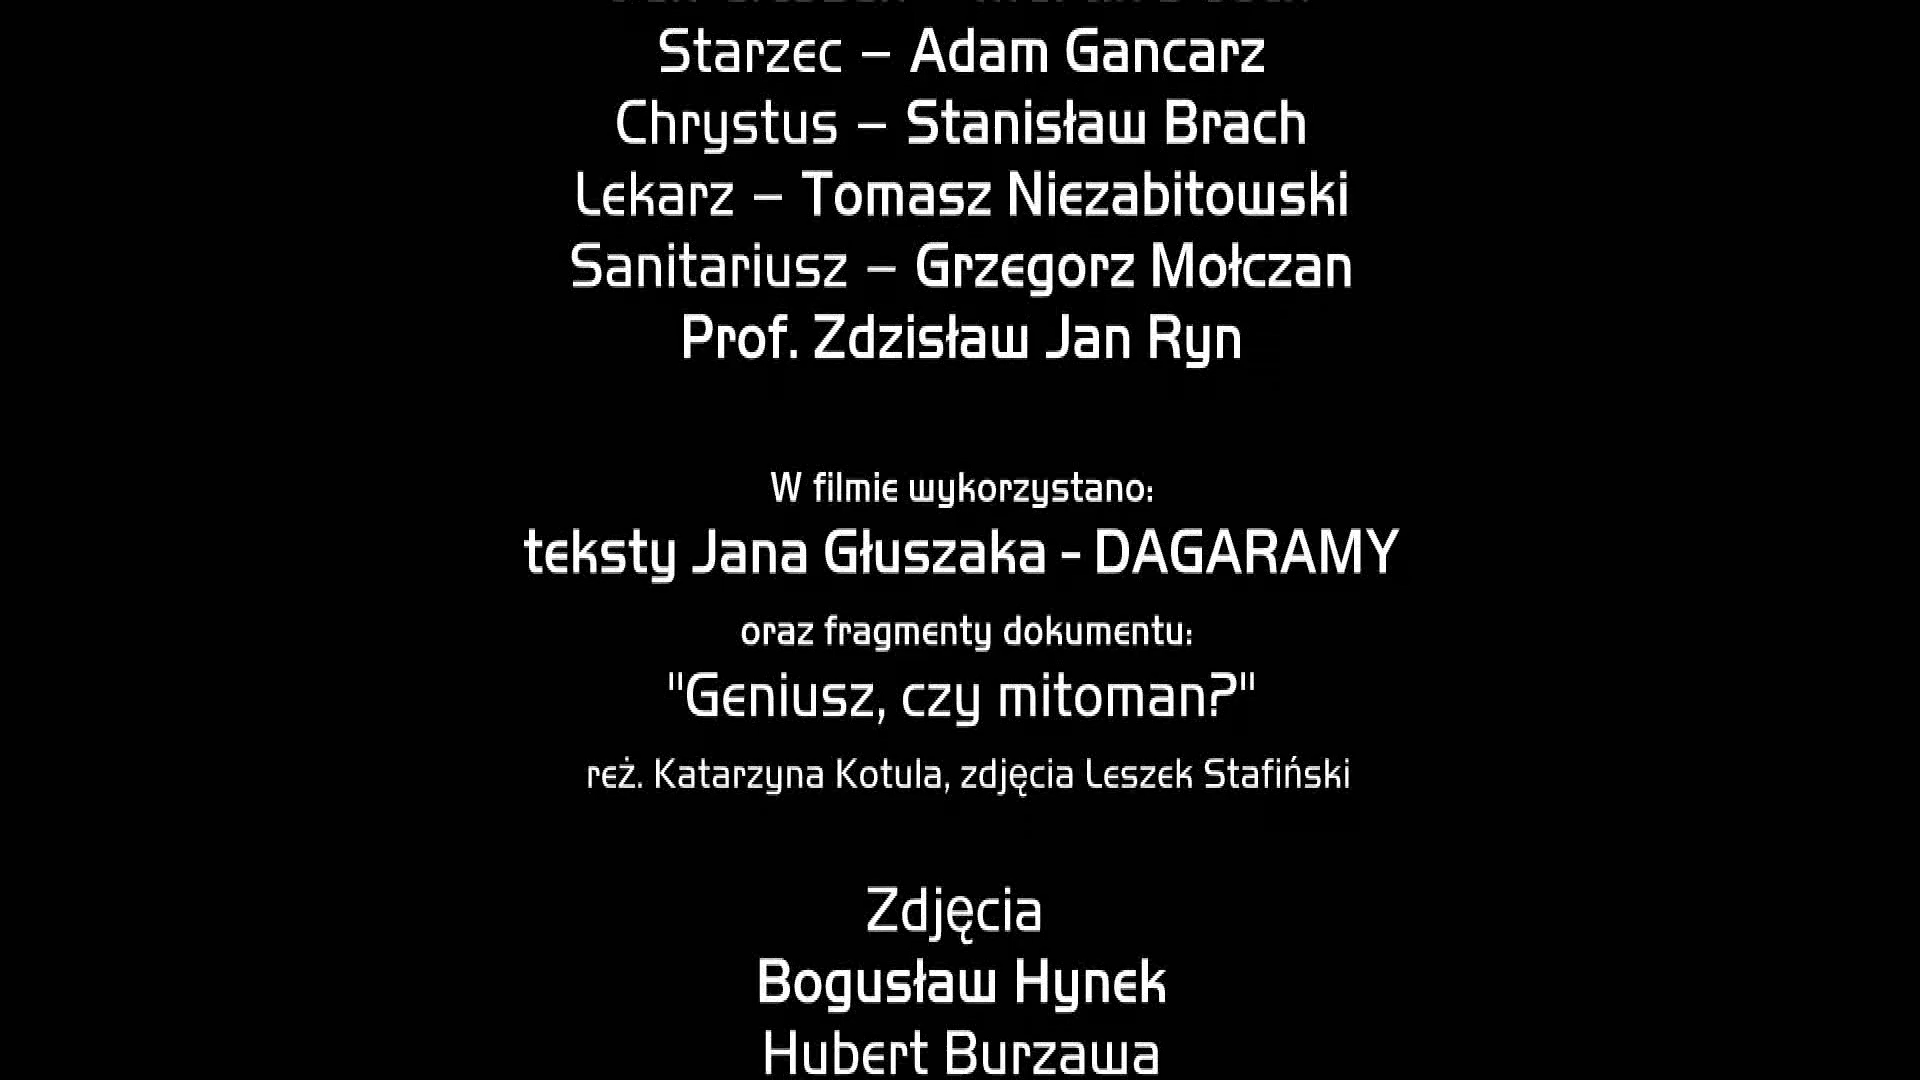 Starzec – Adam Gancarz
Chrystus – Stanisław Brach
Lekarz – Tomasz Niezabitowski
Sanitariusz – Grzegorz Mołczan
Prof. Zdzisław Jan Ryn
W filmie wykorzystano:
teksty Jana Głuszaka - DAGARAMY
oraz fragmenty dokumentu:
"Geniusz, czy mitoman?"
reż. Katarzyna Kotula, zdjęcia Leszek Stafiński
Zdjęcia
Bogusław Hynek
Hubert Burzawa